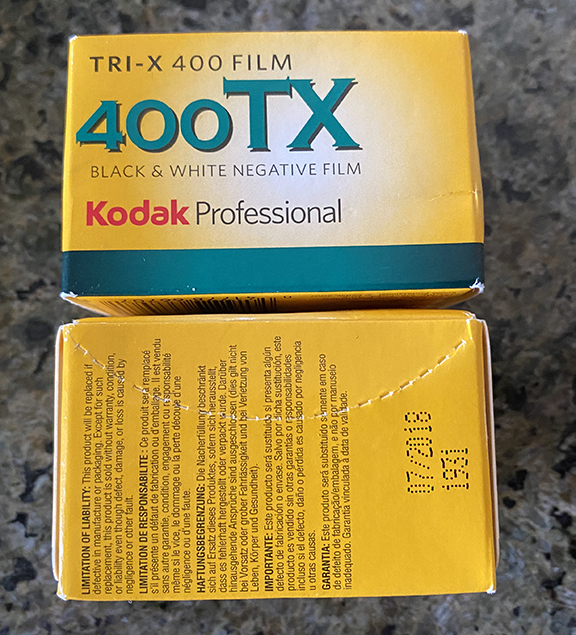 TRI-X 400 FILM
400TX
BLACK & WHITE NEGATIVE FILM
Kodak Professional
LIMITATION OF LIABILITY: This product will be replaced if
defective in manufacture or packaging. Except for such
replacement, this product is sold without warranty, condition,
or liability even though defect, damage, or loss is caused by
negligence or other fault.
LIMITATION DE RESPONSABILITE: Ce produit sera remplacé
s'il présente un défaut de fabrication ou d'emballage. Il est vendu
sans autre garantie, condition, engagement ou responsabilité
même si le vice, le dommage ou la perte découle d'une
négligence ou d'une faute.
HAFTUNGSBEGRENZUNG: Die Nacherfüllung beschränkt
sich auf Ersatz dieses Produktes, sofern sich herausstellt,
dass es fehlerhaft hergestellt oder verpackt wurde. Darüber
hinausgehende Ansprüche sind ausgeschlossen (dies gilt nicht
bei Vorsatz oder grober Fahrlässigkeit und bei Verletzung von
Leben, Körper und Gesundheit).
IMPORTANTE: Este producto será sustituido si presenta algún
defecto de fabricación o envase. Salvo por dicha sustitución, este
producto es vendido sin otras garantías o responsabilidades
incluso si el defecto, daño o pérdida es causado por negligencia
u otras causas.
GARANTIA: Este produto será substituído somente em caso
de defeito de fabricação/embalagem, e não por manuseio
inadequado. Garantia vinculada à data de validade.
07/2018
1931